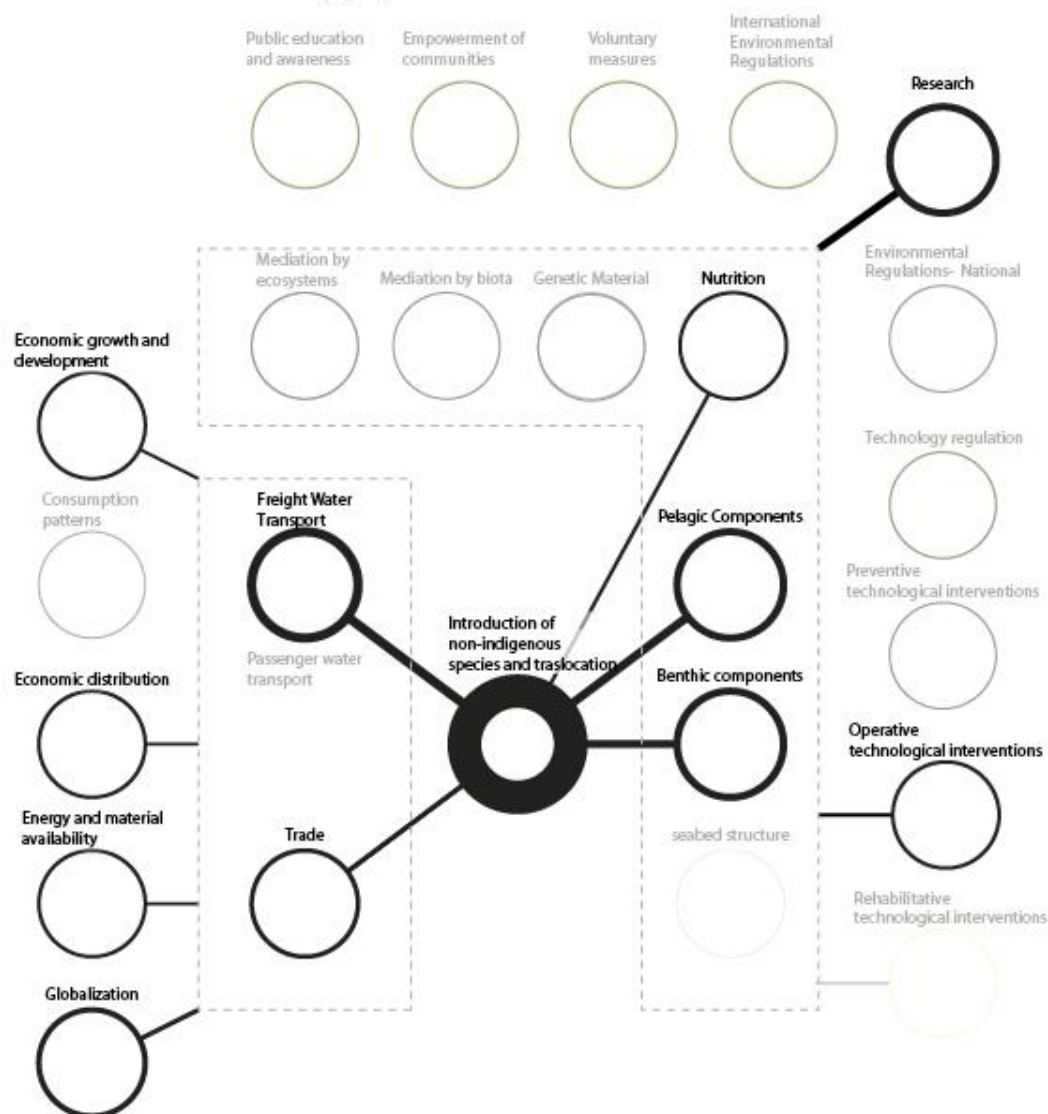 Public education
and awareness
Empowerment of
communities
Voluntary
measures
International
Environmental
Regulations
Research
Mediation by
ecosystems
Mediation by biota
Genetic Material
Nutrition
Environmental
Regulations- National
Economic growth and
development
Technology regulation
Consumption
patterns
Freight Water
Transport
Pelagic Components
Preventive
technological interventions
Introduction of
non-indigenous
species and traslocation
Passenger water
transport
Economic distribution
Benthic components
Operative
technological interventions
Energy and material
availability
Trade
seabed structure
Rehabilitative
technological interventions
Globalization